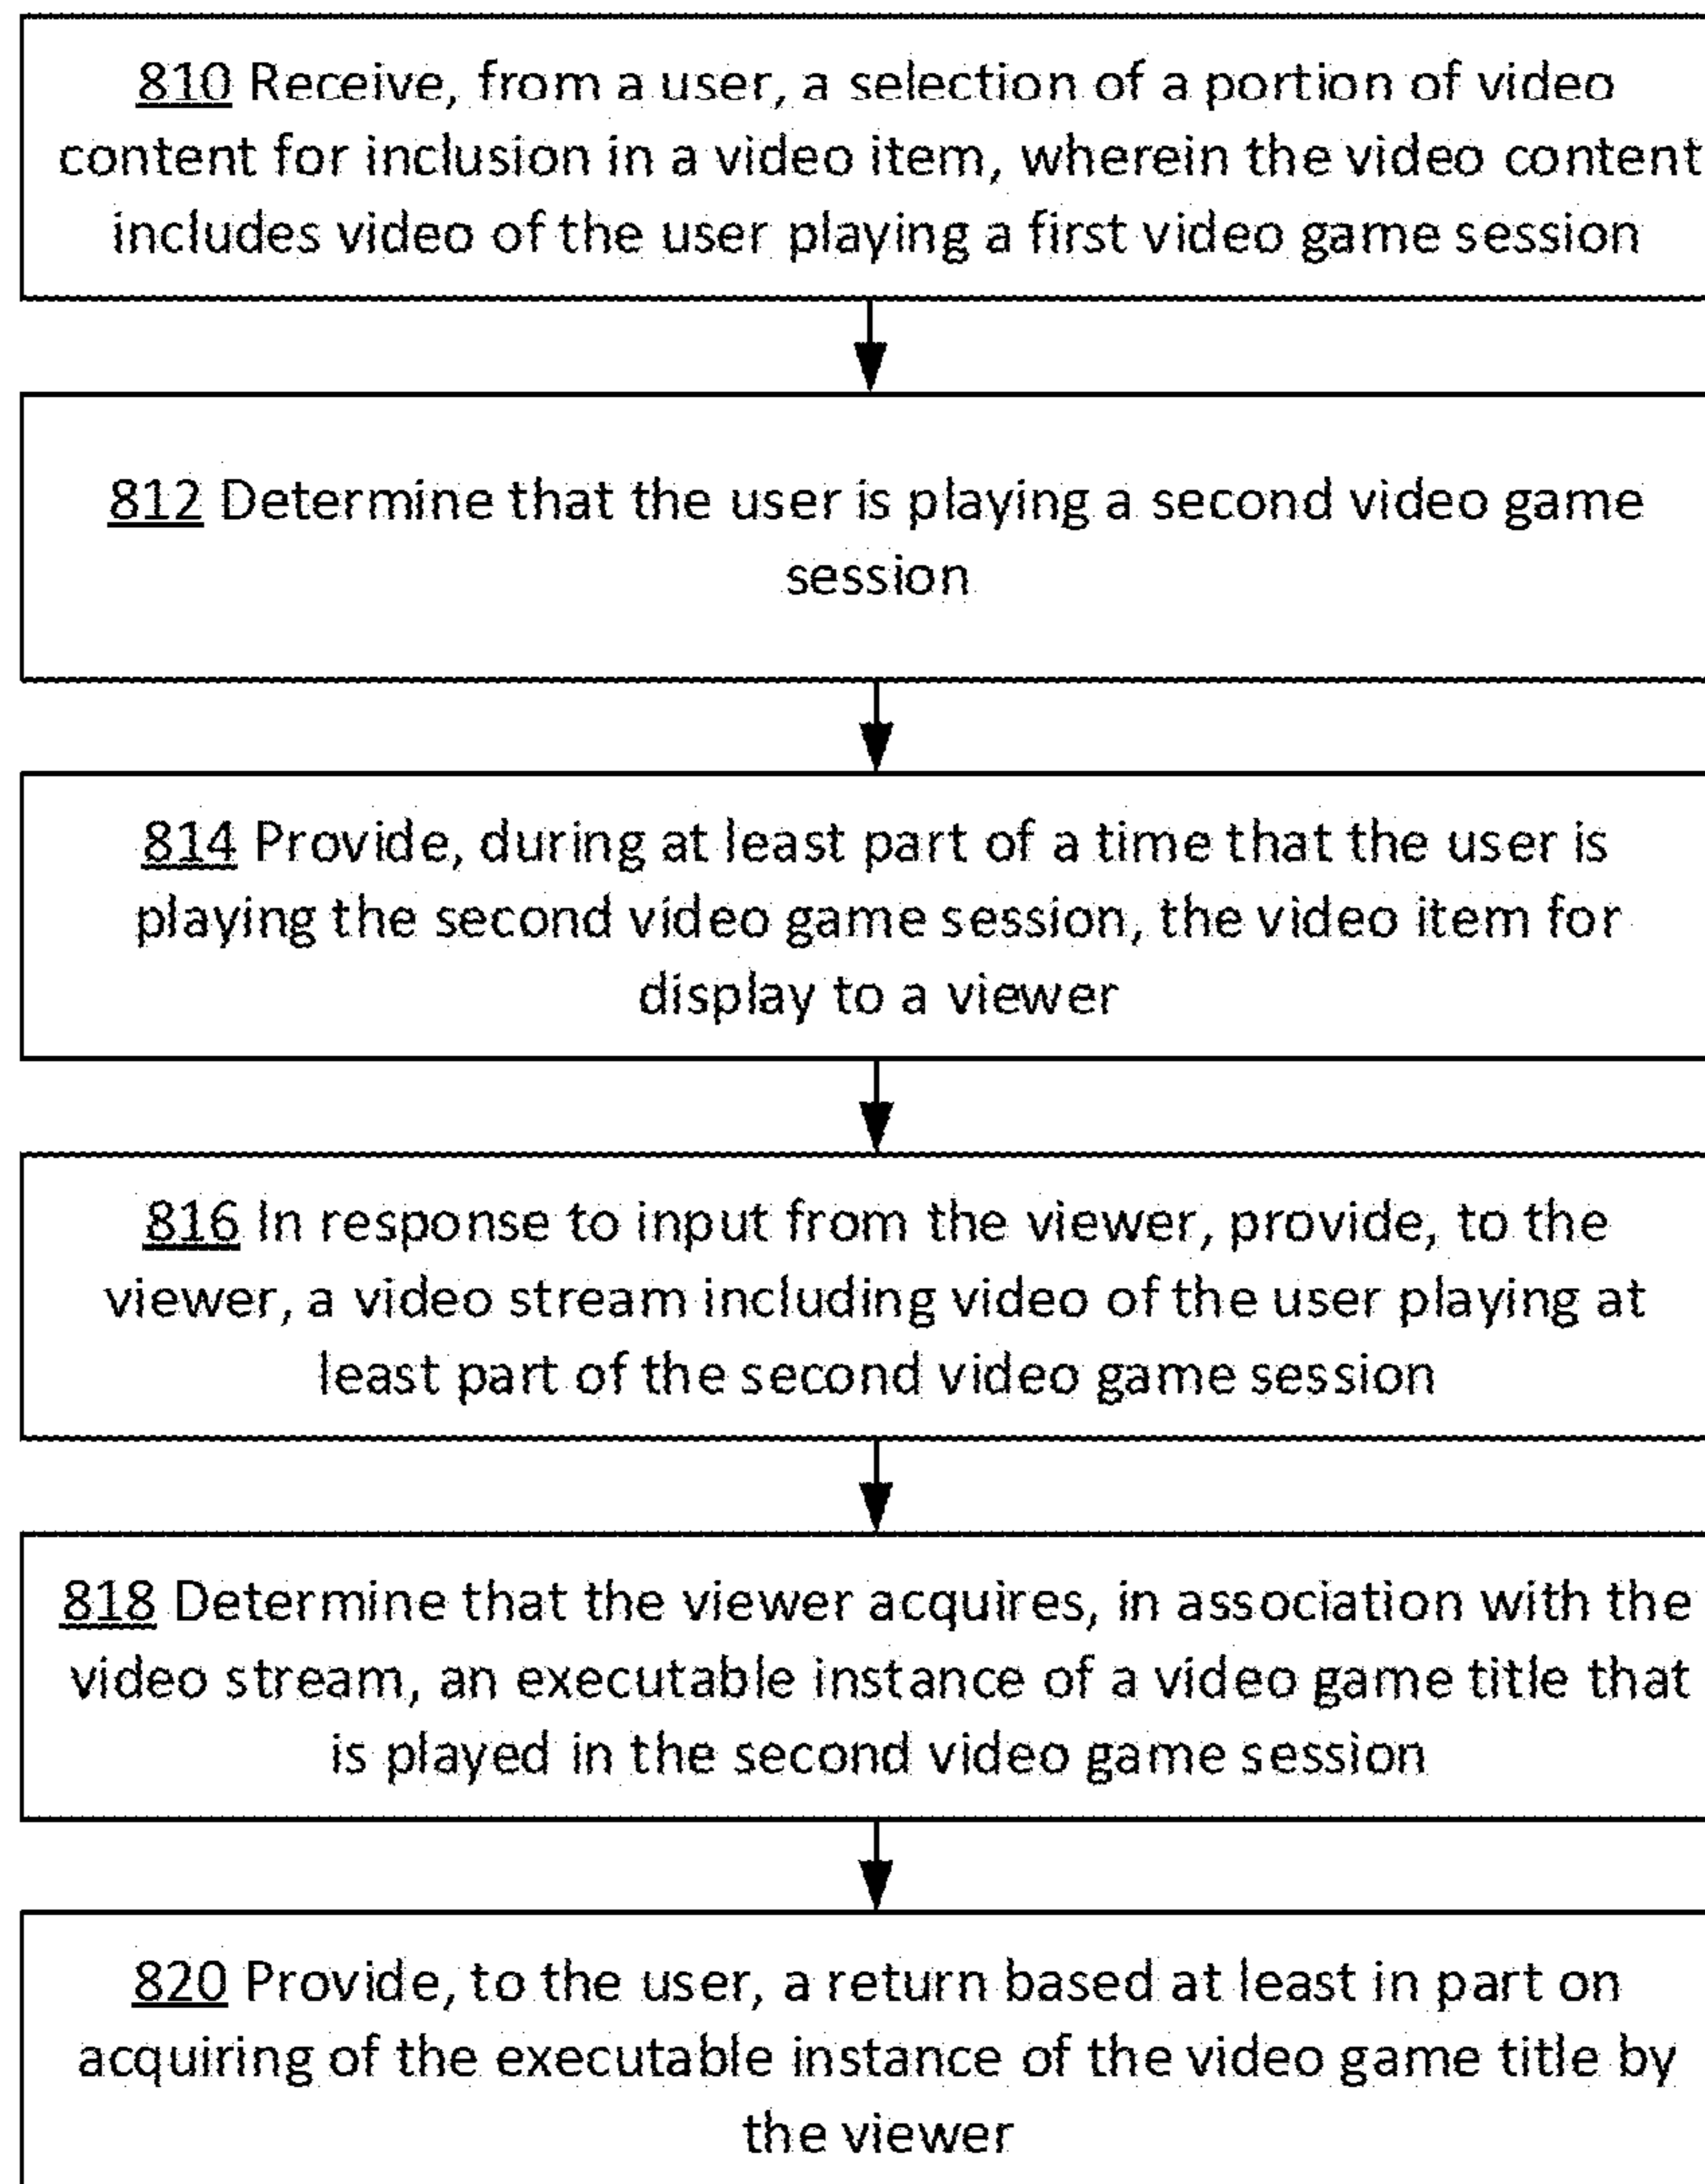 810 Receive, from a user, a selection of a portion of video
content for inclusion in a video item, wherein the video content
includes video of the user playing a first video game session
812 Determine that the user is playing a second video game
session
814 Provide, during at least part of a time that the user is
playing the second video game session, the video item for
display to a viewer
816 In response to input from the viewer, provide, to the
viewer, a video stream including video of the user playing at
least part of the second video game session
818 Determine that the viewer acquires, in association with the
video stream, an executable instance of a video game title that
is played in the second video game session
820 Provide, to the user, a return based at least in part on
acquiring of the executable instance of the video game title by
the viewer